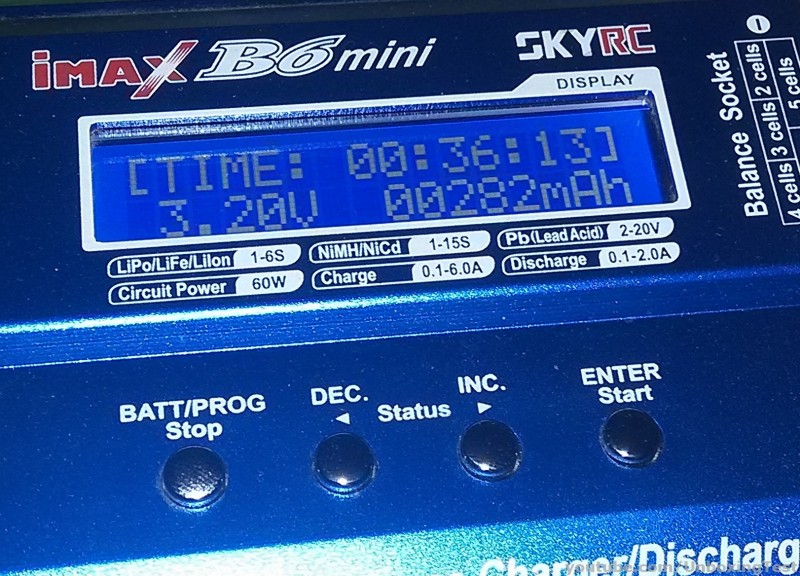 iMAX B6 mini SKYRC
DISPLAY
[TIME: 00:36:13]
3.20V 00282mAh
LiPo/LiFe/LiIon 1-6S NiMH/NiCd 1-15S Pb(Lead Acid) 2-20V
Circuit Power 60W Charge 0.1-6.0A Discharge 0.1-2.0A
Balance Socket
4 cells 3 cells 2 cells
5 cells
BATT/PROG
Stop
DEC.
◄
Status
INC.
►
ENTER
Start
Charger/Discharg